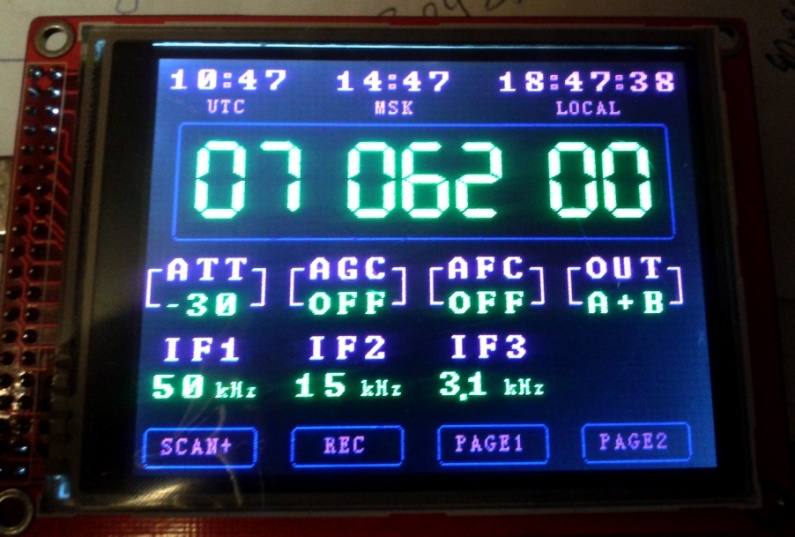 10:47 14:47 18:47:38
UTC MSK LOCAL
07 062 00
ATT AGC AFC OUT
-30 OFF OFF A+B
IF1 IF2 IF3
50 kHz 15 kHz 3,1 kHz
SCAN+ REC PAGE1 PAGE2